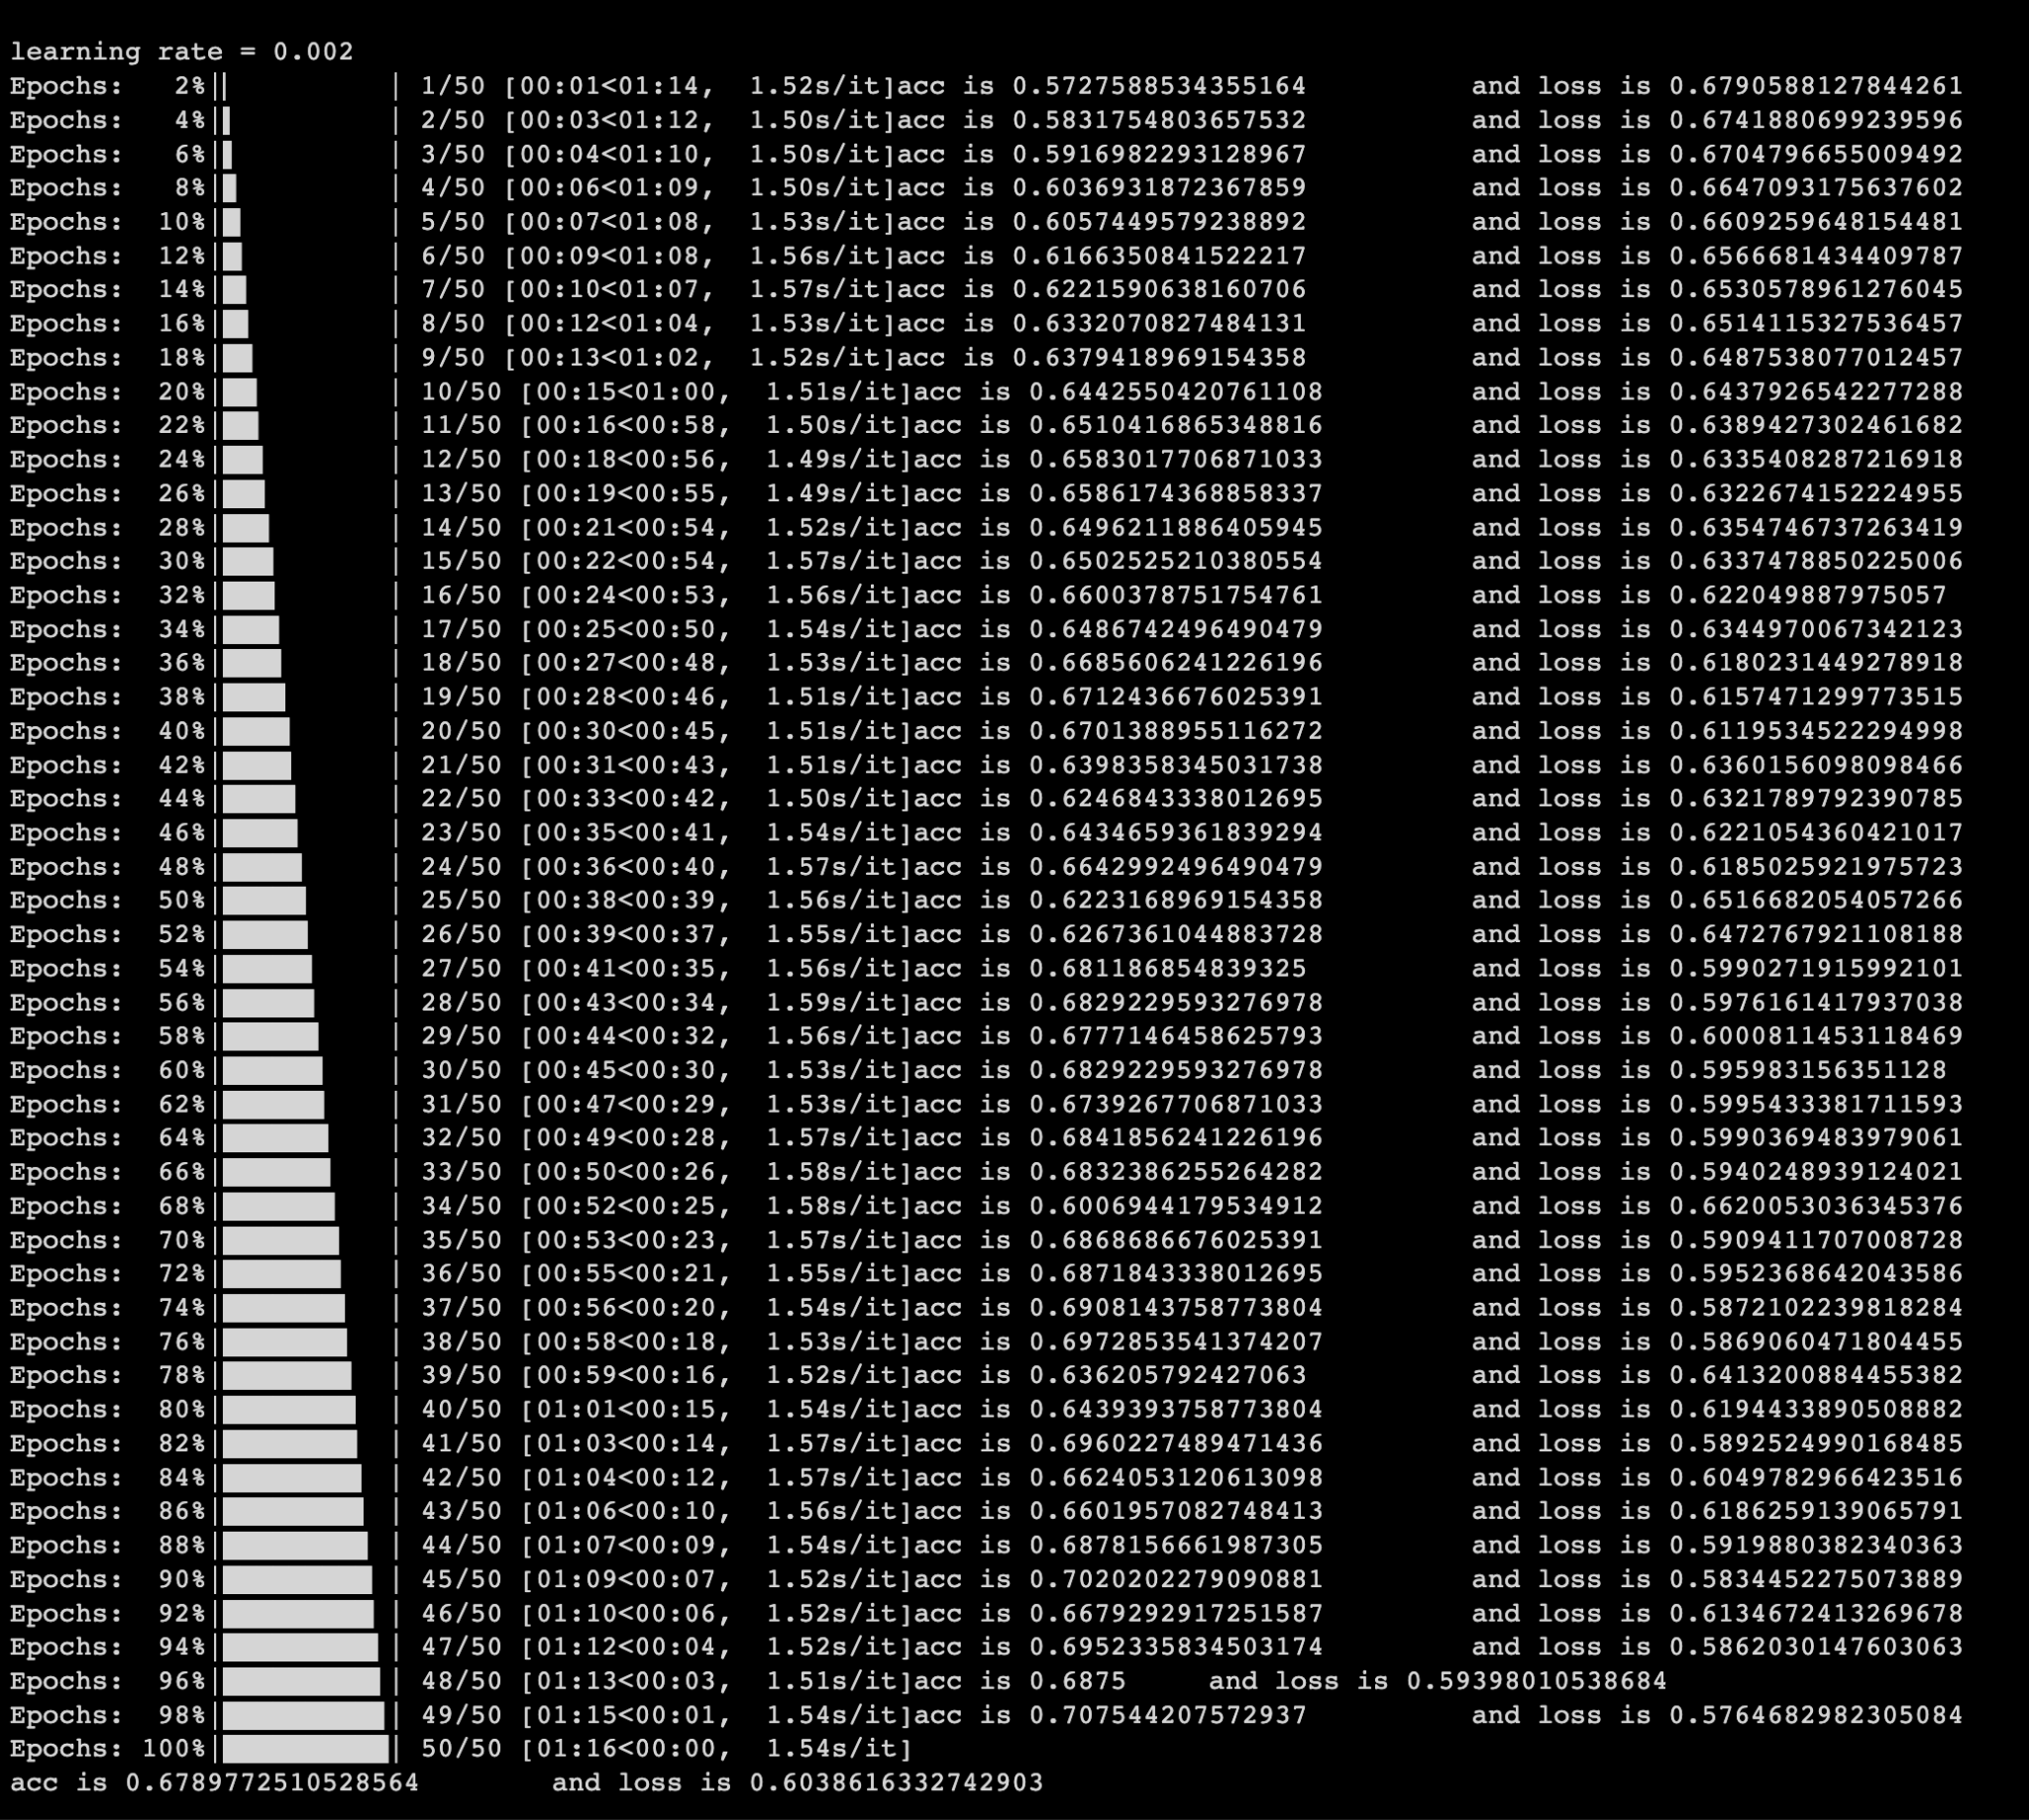 learning rate = 0.002
Epochs:   2%|| | 1/50 [00:01<01:14,  1.52s/it]acc is 0.5727588534355164 and loss is 0.6790588127844261
Epochs:   4%| | 2/50 [00:03<01:12,  1.50s/it]acc is 0.5831754803657532 and loss is 0.6741880699239596
Epochs:   6%| | 3/50 [00:04<01:10,  1.50s/it]acc is 0.5916982293128967 and loss is 0.6704796655009492
Epochs:   8%| | 4/50 [00:06<01:09,  1.50s/it]acc is 0.6036931872367859 and loss is 0.6647093175637602
Epochs:  10%| | 5/50 [00:07<01:08,  1.53s/it]acc is 0.6057449579238892 and loss is 0.6609259648154481
Epochs:  12%| | 6/50 [00:09<01:08,  1.56s/it]acc is 0.6166350841522217 and loss is 0.6566681434409787
Epochs:  14%| | 7/50 [00:10<01:07,  1.57s/it]acc is 0.6221590638160706 and loss is 0.6530578961276045
Epochs:  16%| | 8/50 [00:12<01:04,  1.53s/it]acc is 0.6332070827484131 and loss is 0.6514115327536457
Epochs:  18%| | 9/50 [00:13<01:02,  1.52s/it]acc is 0.6379418969154358 and loss is 0.6487538077012457
Epochs:  20%| | 10/50 [00:15<01:00,  1.51s/it]acc is 0.6442550420761108 and loss is 0.6437926542277288
Epochs:  22%| | 11/50 [00:16<00:58,  1.50s/it]acc is 0.6510416865348816 and loss is 0.6389427302461682
Epochs:  24%| | 12/50 [00:18<00:56,  1.49s/it]acc is 0.6583017706871033 and loss is 0.6335408287216918
Epochs:  26%| | 13/50 [00:19<00:55,  1.49s/it]acc is 0.6586174368858337 and loss is 0.6322674152224955
Epochs:  28%| | 14/50 [00:21<00:54,  1.52s/it]acc is 0.6496211886405945 and loss is 0.6354746737263419
Epochs:  30%| | 15/50 [00:22<00:54,  1.57s/it]acc is 0.6502525210380554 and loss is 0.6337478850225006
Epochs:  32%| | 16/50 [00:24<00:53,  1.56s/it]acc is 0.6600378751754761 and loss is 0.622049887975057
Epochs:  34%| | 17/50 [00:25<00:50,  1.54s/it]acc is 0.6486742496490479 and loss is 0.6344970067342123
Epochs:  36%| | 18/50 [00:27<00:48,  1.53s/it]acc is 0.6685606241226196 and loss is 0.6180231449278918
Epochs:  38%| | 19/50 [00:28<00:46,  1.51s/it]acc is 0.6712436676025391 and loss is 0.6157471299773515
Epochs:  40%| | 20/50 [00:30<00:45,  1.51s/it]acc is 0.6701388955116272 and loss is 0.6119534522294998
Epochs:  42%| | 21/50 [00:31<00:43,  1.51s/it]acc is 0.6398358345031738 and loss is 0.6360156098098466
Epochs:  44%| | 22/50 [00:33<00:42,  1.50s/it]acc is 0.6246843338012695 and loss is 0.6321789792390785
Epochs:  46%| | 23/50 [00:35<00:41,  1.54s/it]acc is 0.6434659361839294 and loss is 0.6221054360421017
Epochs:  48%| | 24/50 [00:36<00:40,  1.57s/it]acc is 0.6642992496490479 and loss is 0.6185025921975723
Epochs:  50%| | 25/50 [00:38<00:39,  1.56s/it]acc is 0.6223168969154358 and loss is 0.6516682054057266
Epochs:  52%| | 26/50 [00:39<00:37,  1.55s/it]acc is 0.6267361044883728 and loss is 0.6472767921108188
Epochs:  54%| | 27/50 [00:41<00:35,  1.56s/it]acc is 0.681186854839325 and loss is 0.5990271915992101
Epochs:  56%| | 28/50 [00:43<00:34,  1.59s/it]acc is 0.6829229593276978 and loss is 0.5976161417937038
Epochs:  58%| | 29/50 [00:44<00:32,  1.56s/it]acc is 0.6777146458625793 and loss is 0.6000811453118469
Epochs:  60%| | 30/50 [00:45<00:30,  1.53s/it]acc is 0.6829229593276978 and loss is 0.595983156351128
Epochs:  62%| | 31/50 [00:47<00:29,  1.53s/it]acc is 0.6739267706871033 and loss is 0.5995433381711593
Epochs:  64%| | 32/50 [00:49<00:28,  1.57s/it]acc is 0.6841856241226196 and loss is 0.5990369483979061
Epochs:  66%| | 33/50 [00:50<00:26,  1.58s/it]acc is 0.6832386255264282 and loss is 0.5940248939124021
Epochs:  68%| | 34/50 [00:52<00:25,  1.58s/it]acc is 0.6006944179534912 and loss is 0.6620053036345376
Epochs:  70%| | 35/50 [00:53<00:23,  1.57s/it]acc is 0.6868686676025391 and loss is 0.5909411707008728
Epochs:  72%| | 36/50 [00:55<00:21,  1.55s/it]acc is 0.6871843338012695 and loss is 0.5952368642043586
Epochs:  74%| | 37/50 [00:56<00:20,  1.54s/it]acc is 0.6908143758773804 and loss is 0.5872102239818284
Epochs:  76%| | 38/50 [00:58<00:18,  1.53s/it]acc is 0.6972853541374207 and loss is 0.5869060471804455
Epochs:  78%| | 39/50 [00:59<00:16,  1.52s/it]acc is 0.636205792427063 and loss is 0.6413200884455382
Epochs:  80%| | 40/50 [01:01<00:15,  1.54s/it]acc is 0.6439393758773804 and loss is 0.6194433890508882
Epochs:  82%| | 41/50 [01:03<00:14,  1.57s/it]acc is 0.6960227489471436 and loss is 0.5892524990168485
Epochs:  84%| | 42/50 [01:04<00:12,  1.57s/it]acc is 0.6624053120613098 and loss is 0.6049782966423516
Epochs:  86%| | 43/50 [01:06<00:10,  1.56s/it]acc is 0.6601957082748413 and loss is 0.6186259139065791
Epochs:  88%| | 44/50 [01:07<00:09,  1.54s/it]acc is 0.6878156661987305 and loss is 0.5919880382340363
Epochs:  90%| | 45/50 [01:09<00:07,  1.52s/it]acc is 0.7020202279090881 and loss is 0.5834452275073889
Epochs:  92%| | 46/50 [01:10<00:06,  1.52s/it]acc is 0.6679292917251587 and loss is 0.6134672413269678
Epochs:  94%| | 47/50 [01:12<00:04,  1.52s/it]acc is 0.6952335834503174 and loss is 0.5862030147603063
Epochs:  96%| | 48/50 [01:13<00:03,  1.51s/it]acc is 0.6875 and loss is 0.59398010538684
Epochs:  98%| | 49/50 [01:15<00:01,  1.54s/it]acc is 0.707544207572937 and loss is 0.5764682982305084
Epochs: 100%| | 50/50 [01:16<00:00,  1.54s/it]
acc is 0.6789772510528564 and loss is 0.6038616332742903